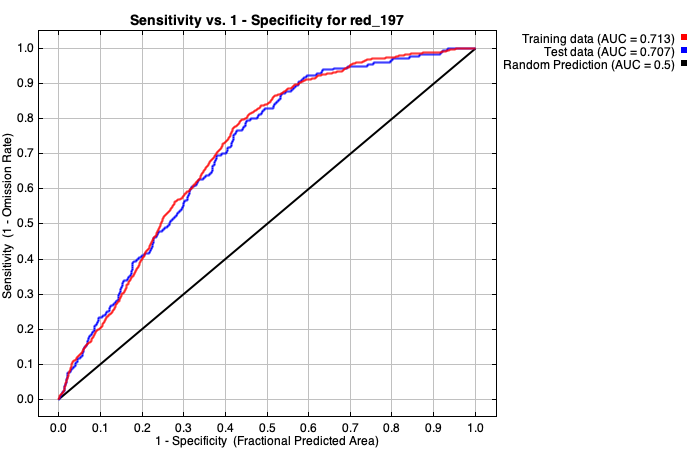 Sensitivity vs. 1 - Specificity for red_197
Training data (AUC = 0.713)
Test data (AUC = 0.707)
Random Prediction (AUC = 0.5)
Sensitivity (1 - Omission Rate)
1.0
0.9
0.8
0.7
0.6
0.5
0.4
0.3
0.2
0.1
0.0
0.0 0.1 0.2 0.3 0.4 0.5 0.6 0.7 0.8 0.9 1.0
1 - Specificity (Fractional Predicted Area)